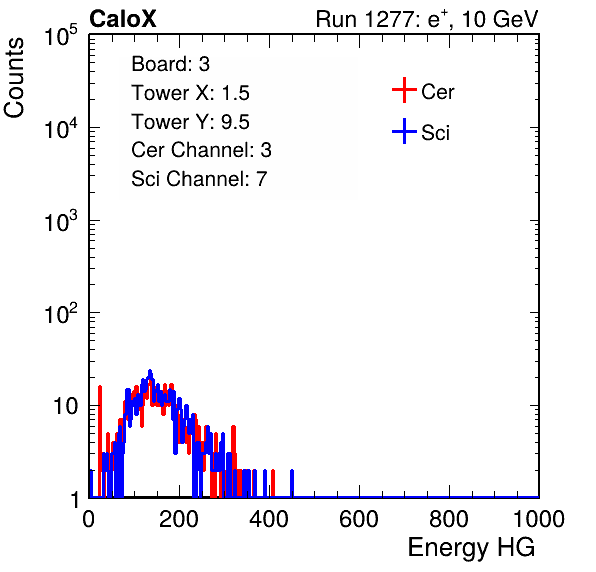 CaloX Run 1277: e⁺, 10 GeV
Counts
10⁵
10⁴
10³
10²
10
1
Board: 3
Tower X: 1.5
Tower Y: 9.5
Cer Channel: 3
Sci Channel: 7
Cer
Sci
0 200 400 600 800 1000
Energy HG